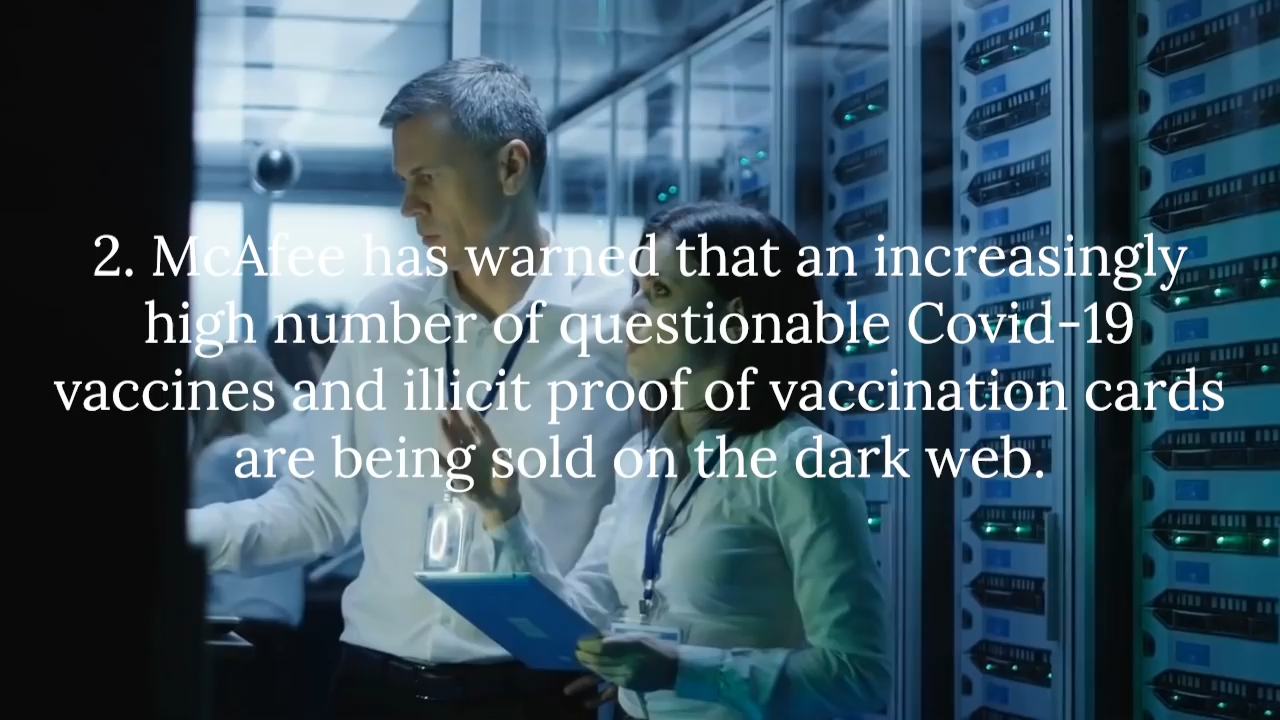 2. McAfee has warned that an increasingly
high number of questionable Covid-19
vaccines and illicit proof of vaccination cards
are being sold on the dark web.